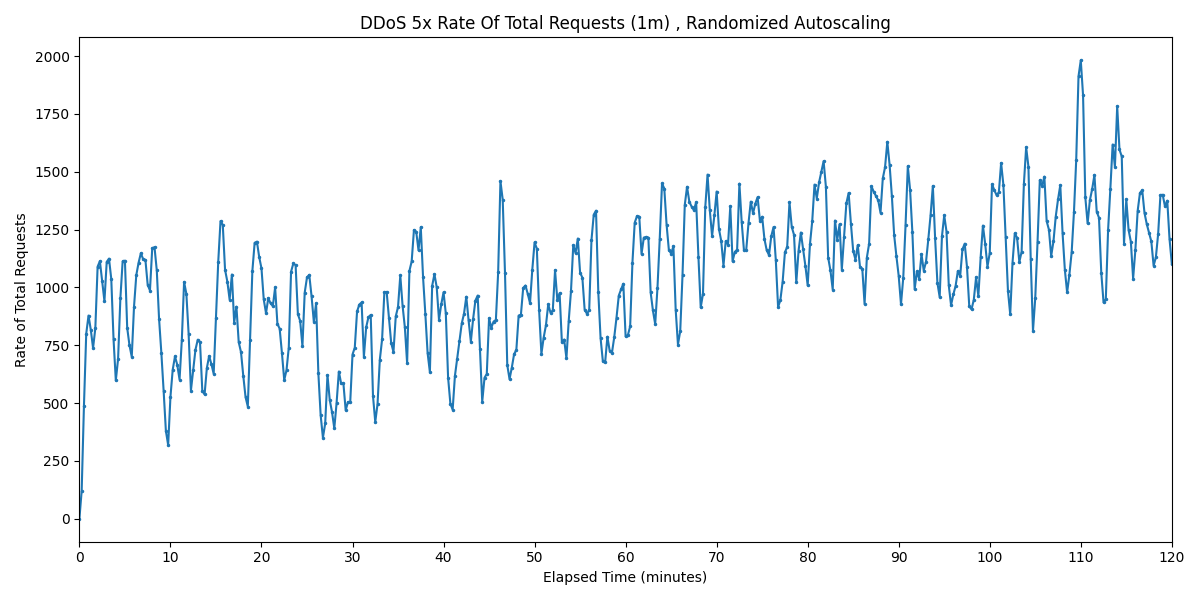 DDoS 5x Rate Of Total Requests (1m) , Randomized Autoscaling
Rate of Total Requests
2000
1750
1500
1250
1000
750
500
250
0
0 10 20 30 40 50 60 70 80 90 100 110 120
Elapsed Time (minutes)